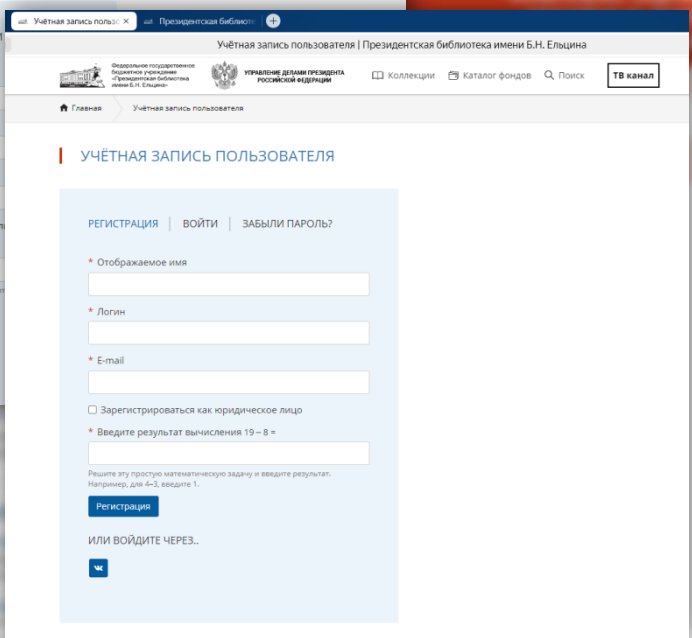 Учётная запись пользо
Президентская библиоте
Учётная запись пользователя | Президентская библиотека имени Б.Н. Ельцина
Федеральное государственное
бюджетное учреждение
«Президентская библиотека
имени Б.Н. Ельцина»
УПРАВЛЕНИЕ ДЕЛАМИ ПРЕЗИДЕНТА
РОССИЙСКОЙ ФЕДЕРАЦИИ
Коллекции
Каталог фондов
Поиск
ТВ канал
Главная
Учётная запись пользователя
УЧЁТНАЯ ЗАПИСЬ ПОЛЬЗОВАТЕЛЯ
РЕГИСТРАЦИЯ | ВОЙТИ | ЗАБЫЛИ ПАРОЛЬ?
* Отображаемое имя
* Логин
* E-mail
Зарегистрироваться как юридическое лицо
* Введите результат вычисления 19 – 8 =
Решите эту простую математическую задачу и введите результат.
Например, для 4–3, введите 1.
Регистрация
ИЛИ ВОЙДИТЕ ЧЕРЕЗ..